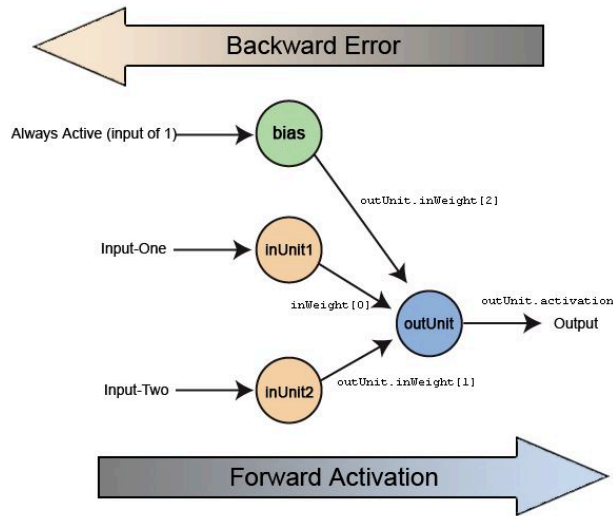 Backward Error
Always Active (input of 1)
bias
outUnit.inWeight[2]
Input-One
inUnit1
inWeight[0]
outUnit.activation
outUnit
Output
Input-Two
inUnit2
outUnit.inWeight[1]
Forward Activation